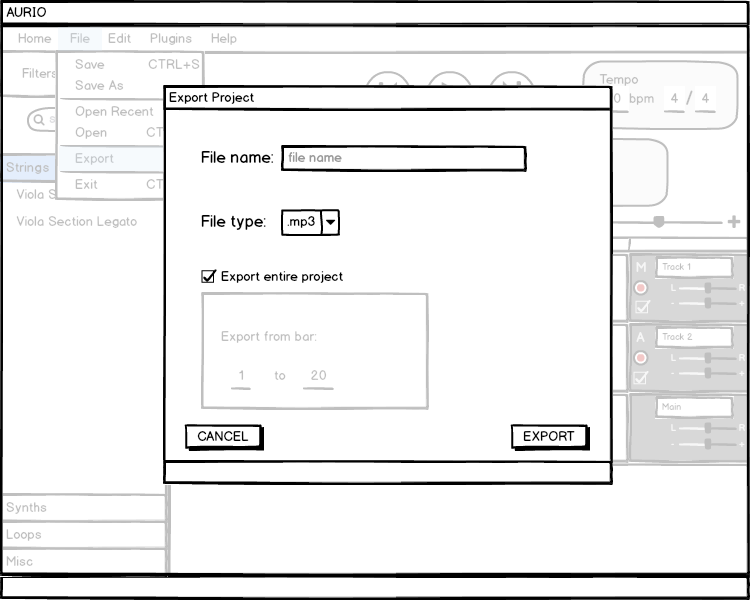 AURIO
Home File Edit Plugins Help
Filters
Save CTRL+S
Save As
Open Recent
Open CT
Export
Exit CT
Strings
Viola S
Viola Section Legato
Synths
Loops
Misc
Export Project
File name: file name
File type: .mp3
Export entire project
Export from bar:
1 to 20
CANCEL EXPORT
Tempo
0 bpm 4 / 4
M Track 1
L R
- +
A Track 2
L R
- +
Main
L R
- +